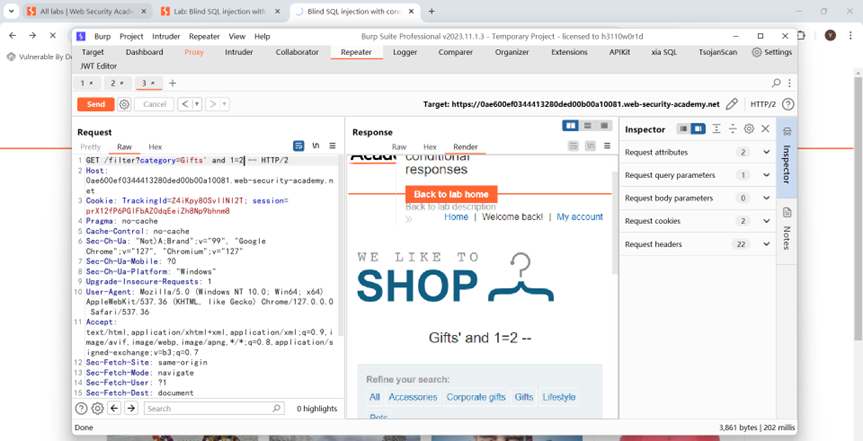 All labs | Web Security Acade
Lab: Blind SQL injection with
Blind SQL injection with conc
Vulnerable By De
Burp Project Intruder Repeater View Help
Burp Suite Professional v2023.11.1.3 - Temporary Project - licensed to h3110w0r1d
Target Dashboard Proxy Intruder Collaborator Repeater Logger Comparer Organizer Extensions APIKit xia SQL TsojanScan Settings
JWT Editor
1 × 2 × 3 × +
Send Cancel < > Target: https://0ae600ef0344413280ded00b00a10081.web-security-academy.net HTTP/2
Request
Pretty Raw Hex
1 GET /filter?category=Gifts' and 1=2 -- HTTP/2
2 Host:
0ae600ef0344413280ded00b00a10081.web-security-academy.n
et
3 Cookie: TrackingId=Z4iKpy80SvIlNl2T; session=
prX12fP6PGlFbAZOdqEeiZh8Np9bhnm8
4 Pragma: no-cache
5 Cache-Control: no-cache
6 Sec-Ch-Ua: "Not)A;Brand";v="99", "Google
Chrome";v="127", "Chromium";v="127"
7 Sec-Ch-Ua-Mobile: ?0
8 Sec-Ch-Ua-Platform: "Windows"
9 Upgrade-Insecure-Requests: 1
10 User-Agent: Mozilla/5.0 (Windows NT 10.0; Win64; x64)
AppleWebKit/537.36 (KHTML, like Gecko) Chrome/127.0.0.0
Safari/537.36
11 Accept:
text/html,application/xhtml+xml,application/xml;q=0.9,i
mage/avif,image/webp,image/apng,*/*;q=0.8,application/s
igned-exchange;v=b3;q=0.7
12 Sec-Fetch-Site: same-origin
13 Sec-Fetch-Mode: navigate
14 Sec-Fetch-User: ?1
15 Sec-Fetch-Dest: document
Search 0 highlights
Response
Raw Hex Render
conditional
responses
Back to lab home
Back to lab description
Home | Welcome back! | My account
WE LIKE TO
SHOP
Gifts' and 1=2 --
Refine your search:
All Accessories Corporate gifts Gifts Lifestyle
Pets
Inspector
Request attributes 2
Request query parameters 1
Request body parameters 0
Request cookies 2
Request headers 22
Inspector
Notes
Done
3,861 bytes | 202 millis